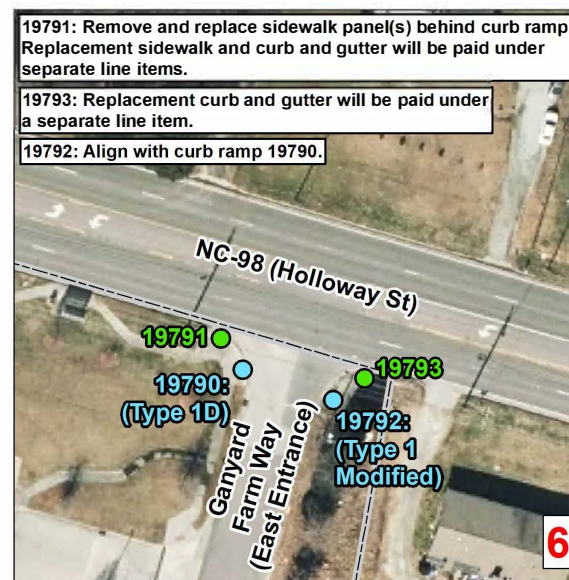 19791: Remove and replace sidewalk panel(s) behind curb ramp
Replacement sidewalk and curb and gutter will be paid under
separate line items.
19793: Replacement curb and gutter will be paid under
a separate line item.
19792: Align with curb ramp 19790.
NC-98 (Holloway St)
19791
19793
19790:
(Type 1D)
19792:
(Type 1
Modified)
Ganyard
Farm Way
(East Entrance)
6